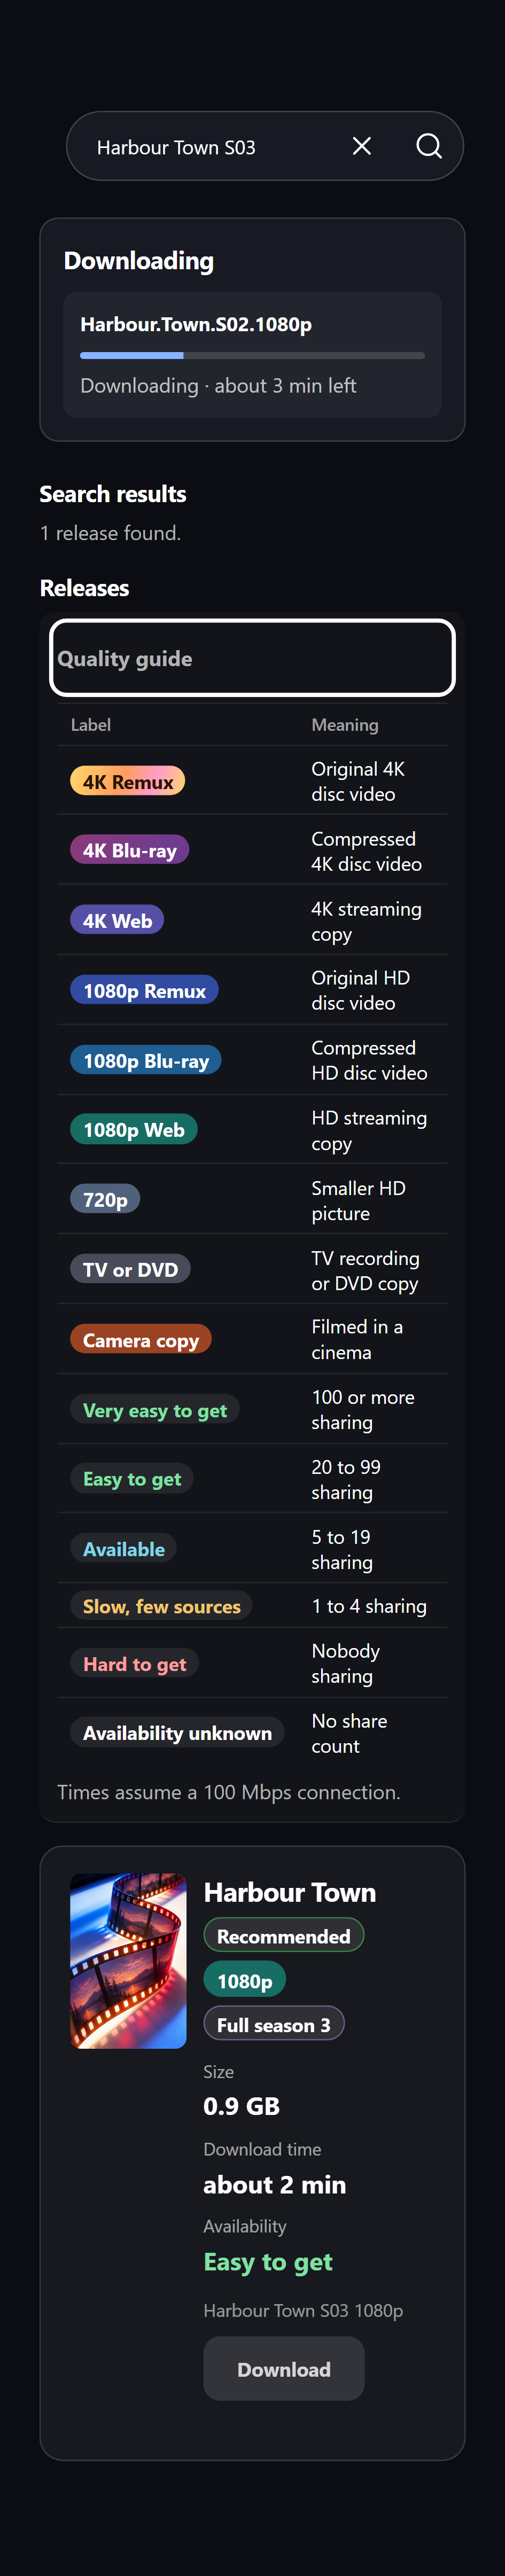 Harbour Town S03
Downloading
Harbour.Town.S02.1080p
Downloading · about 3 min left
Search results
1 release found.
Releases
Quality guide
Label Meaning
4K Remux Original 4K
disc video
4K Blu-ray Compressed
4K disc video
4K Web 4K streaming
copy
1080p Remux Original HD
disc video
1080p Blu-ray Compressed
HD disc video
1080p Web HD streaming
copy
720p Smaller HD
picture
TV or DVD TV recording
or DVD copy
Camera copy Filmed in a
cinema
Very easy to get 100 or more
sharing
Easy to get 20 to 99
sharing
Available 5 to 19
sharing
Slow, few sources 1 to 4 sharing
Hard to get Nobody
sharing
Availability unknown No share
count
Times assume a 100 Mbps connection.
Harbour Town
Recommended
1080p
Full season 3
Size
0.9 GB
Download time
about 2 min
Availability
Easy to get
Harbour Town S03 1080p
Download